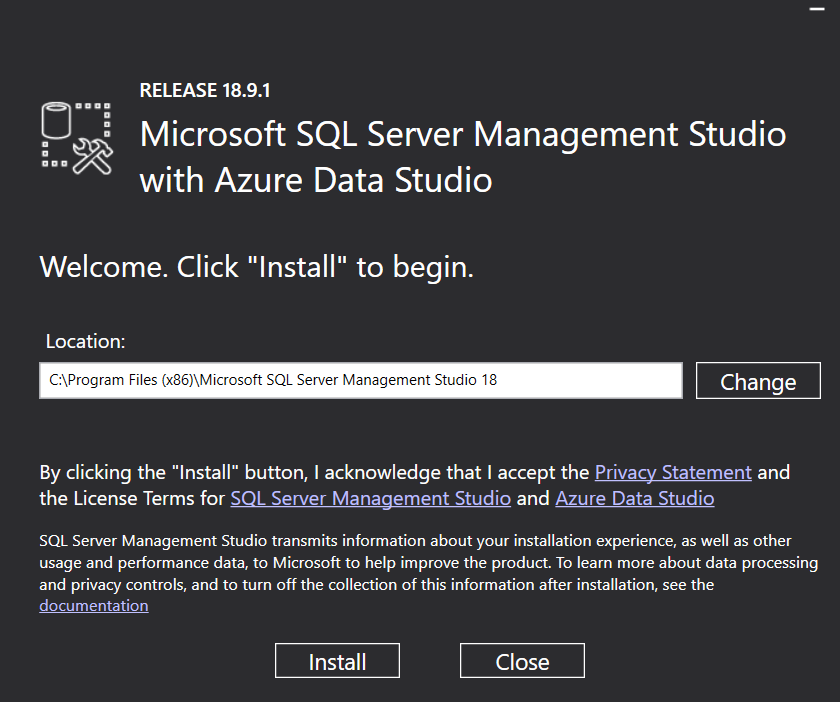 RELEASE 18.9.1
Microsoft SQL Server Management Studio
with Azure Data Studio
Welcome. Click "Install" to begin.
Location:
C:\Program Files (x86)\Microsoft SQL Server Management Studio 18
Change
By clicking the "Install" button, I acknowledge that I accept the Privacy Statement and
the License Terms for SQL Server Management Studio and Azure Data Studio
SQL Server Management Studio transmits information about your installation experience, as well as other
usage and performance data, to Microsoft to help improve the product. To learn more about data processing
and privacy controls, and to turn off the collection of this information after installation, see the
documentation
Install
Close